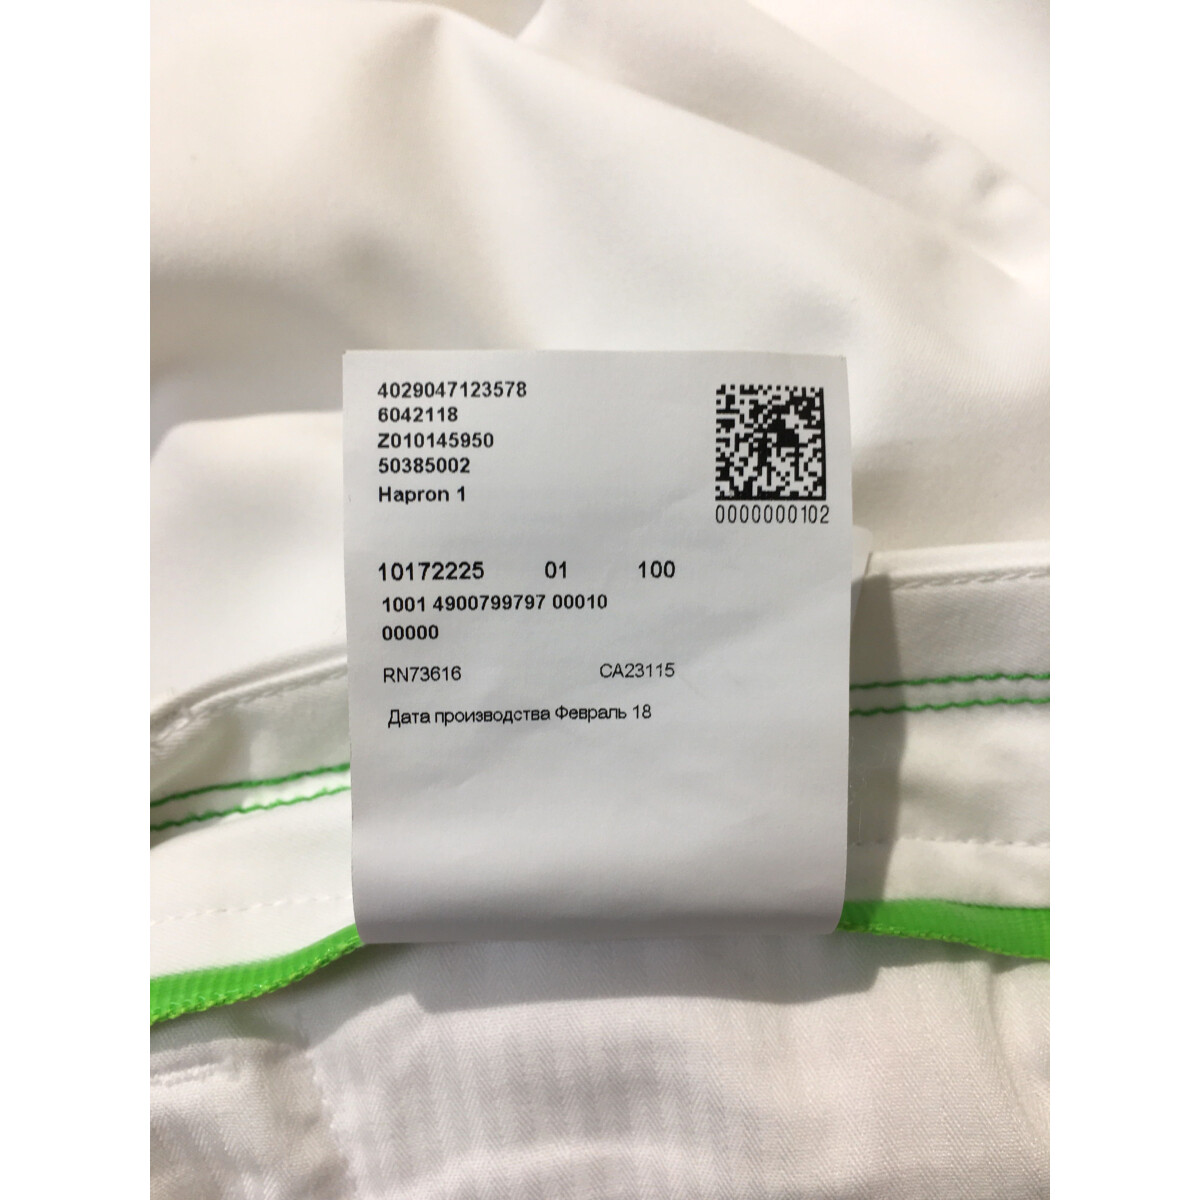 4029047123578
6042118
Z010145950
50385002
Hapron 1
0000000102
10172225 01 100
1001 4900799797 00010
00000
RN73616 CA23115
Дата производства Февраль 18